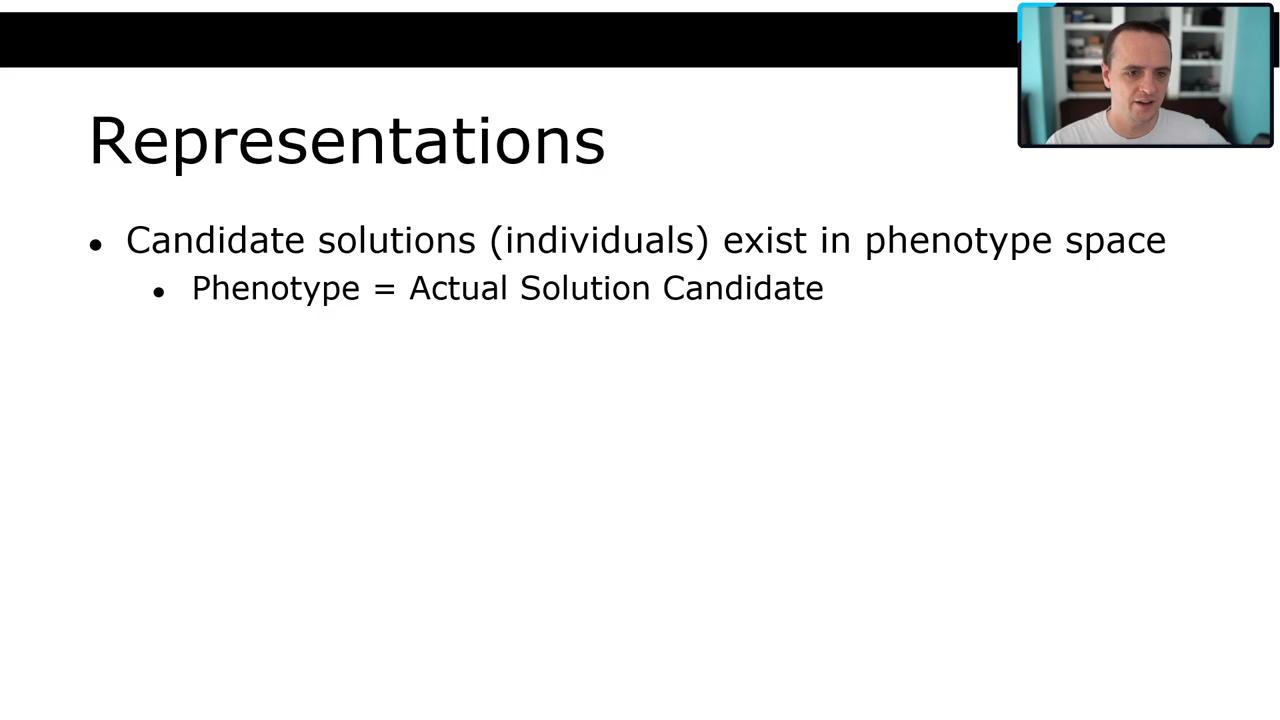 Representations
• Candidate solutions (individuals) exist in phenotype space
• Phenotype = Actual Solution Candidate